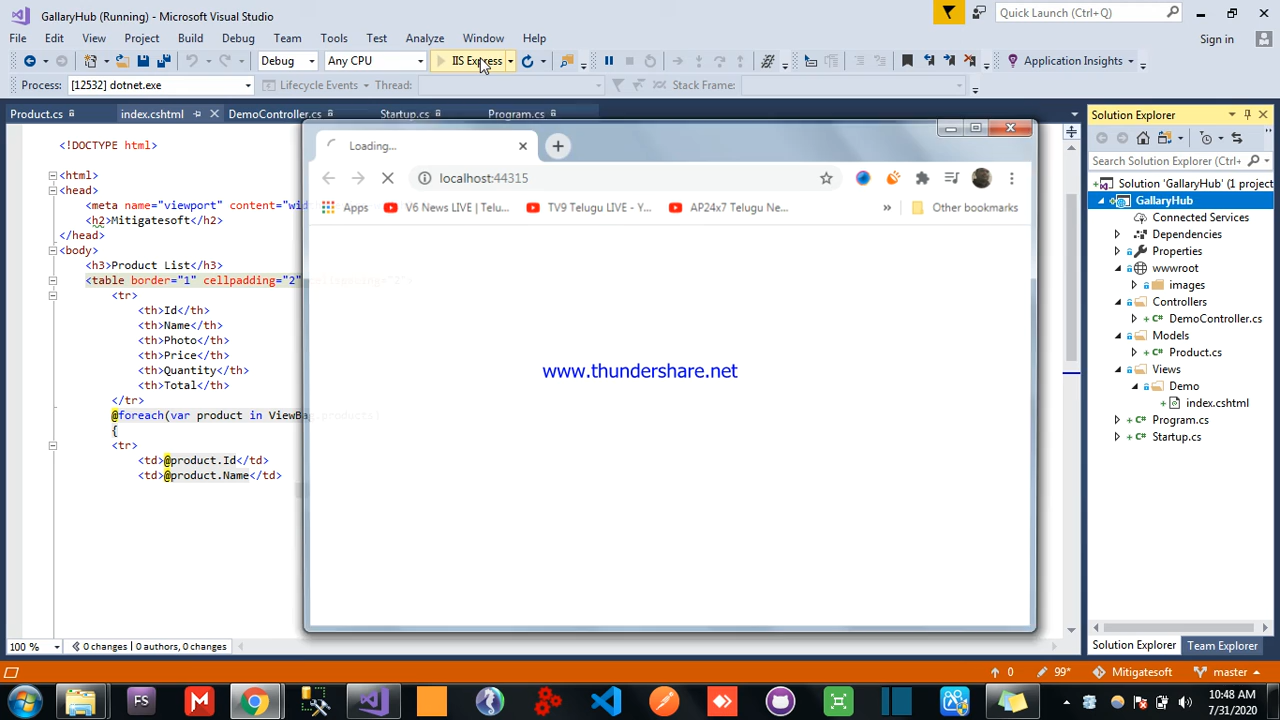 GallaryHub (Running) - Microsoft Visual Studio
Quick Launch (Ctrl+Q)
File Edit View Project Build Debug Team Tools Test Analyze Window Help
Sign in
Debug Any CPU IIS Express Application Insights
Process: [12532] dotnet.exe Lifecycle Events Thread: Stack Frame:
Product.cs index.cshtml DemoController.cs Startup.cs Program.cs
<!DOCTYPE html>
<html>
<head>
<meta name="viewport" content="wid
<h2>Mitigatesoft</h2>
</head>
<body>
<h3>Product List</h3>
<table border="1" cellpadding="2"
<tr>
<th>Id</th>
<th>Name</th>
<th>Photo</th>
<th>Price</th>
<th>Quantity</th>
<th>Total</th>
</tr>
@foreach(var product in ViewBag.products)
{
<tr>
<td>@product.Id</td>
<td>@product.Name</td>
Loading...
localhost:44315
Apps V6 News LIVE | Telu... TV9 Telugu LIVE - Y... AP24x7 Telugu Ne... » Other bookmarks
www.thundershare.net
Solution Explorer
Search Solution Explorer (Ctrl+
Solution 'GallaryHub' (1 project
GallaryHub
Connected Services
Dependencies
Properties
wwwroot
images
Controllers
DemoController.cs
Models
Product.cs
Views
Demo
index.cshtml
Program.cs
Startup.cs
Solution Explorer Team Explorer
100 % 0 changes | 0 authors, 0 changes
0 99* Mitigatesoft master
FS
10:48 AM
7/31/2020